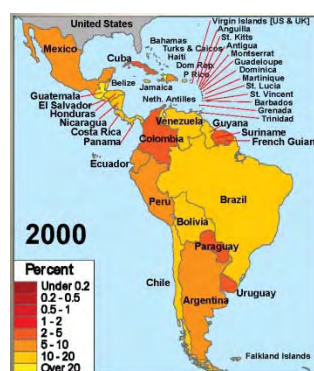 United States
Mexico
Cuba
Bahamas
Turks & Caicos
Haiti
Dom Rep
P Rico
Jamaica
Belize
Virgin Islands [US & UK]
Anguilla
St. Kitts
Antigua
Montserrat
Guadeloupe
Dominica
Martinique
St. Lucia
St. Vincent
Barbados
Grenada
Trinidad
Neth. Antilles
Guatemala
El Salvador
Honduras
Nicaragua
Costa Rica
Panama
Venezuela
Guyana
Suriname
French Guian
Colombia
Ecuador
Peru
Brazil
Bolivia
Paraguay
Chile
Uruguay
Argentina
Falkland Islands
2000
Percent
Under 0.2
0.2-0.5
0.5-1
1-2
2-5
5-10
10-20
Over 20